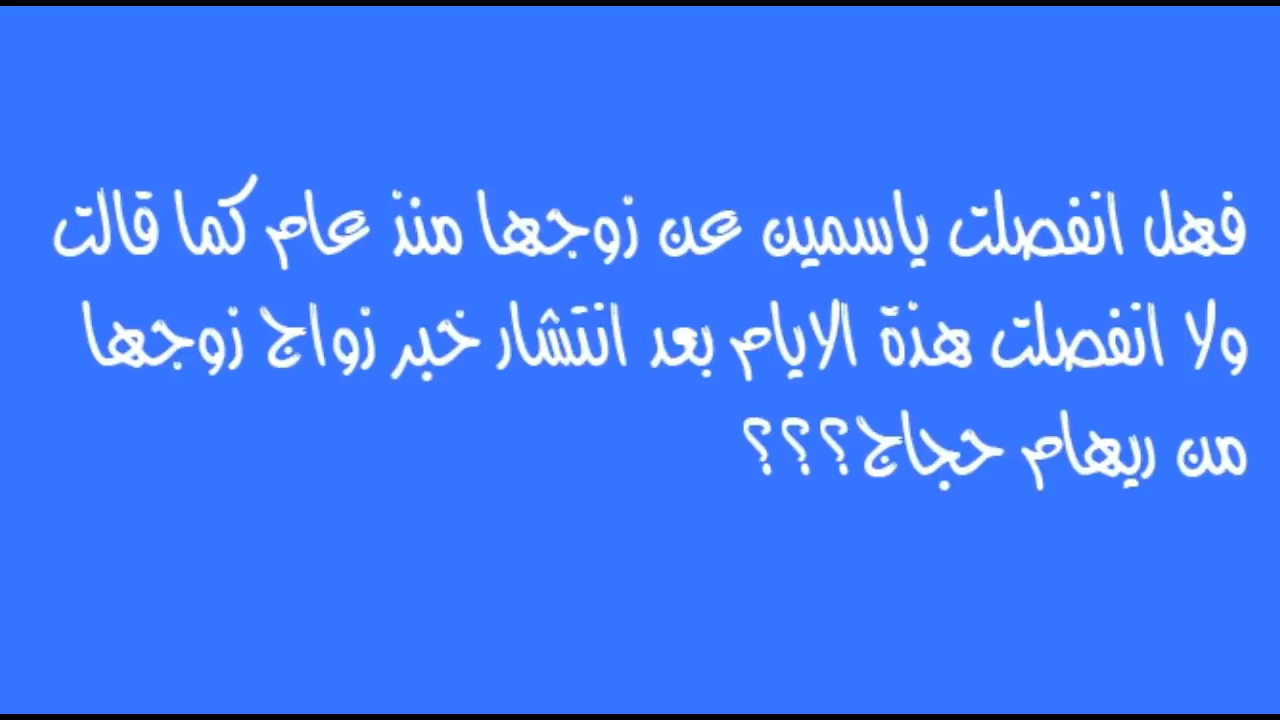 فهل انفصلت ياسمين عن زوجها منذ عام كما قالت
ولا انفصلت هذة الايام بعد انتشار خبر زواج زوجها
من ريهام حجاج؟؟؟